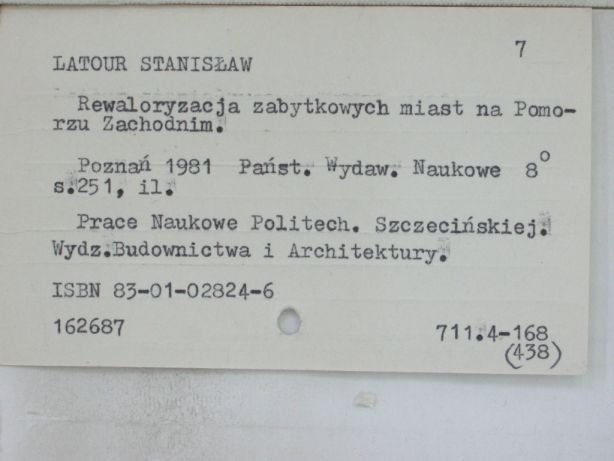 7
LATOUR STANISŁAW
Rewaloryzacja zabytkowych miast na Pomo-
rzu Zachodnim.
Poznań 1981 Państ. Wydaw. Naukowe 8°
s.251, il.
Prace Naukowe Politech. Szczecińskiej.
Wydz.Budownictwa i Architektury.
ISBN 83-01-02824-6
162687 711.4-168
(438)